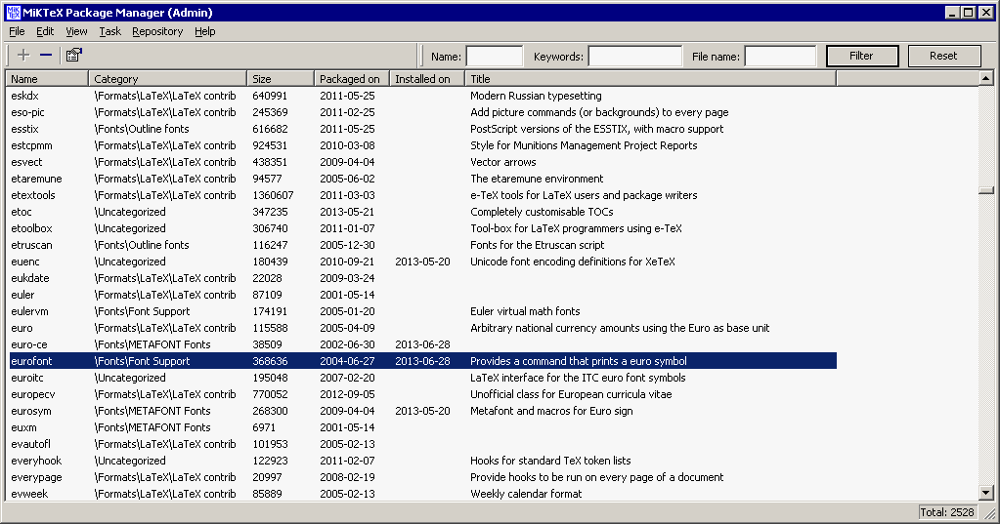 MiKTeX Package Manager (Admin)
File Edit View Task Repository Help
Name: Keywords: File name: Filter Reset
Name Category Size Packaged on Installed on Title
eskdx \Formats\LaTeX\LaTeX contrib 640991 2011-05-25 Modern Russian typesetting
eso-pic \Formats\LaTeX\LaTeX contrib 245369 2011-02-25 Add picture commands (or backgrounds) to every page
esstix \Fonts\Outline fonts 616682 2011-05-25 PostScript versions of the ESSTIX, with macro support
estcpmm \Formats\LaTeX\LaTeX contrib 924531 2010-03-08 Style for Munitions Management Project Reports
esvect \Formats\LaTeX\LaTeX contrib 438351 2009-04-04 Vector arrows
etaremune \Formats\LaTeX\LaTeX contrib 94577 2005-06-02 The etaremune environment
etextools \Formats\LaTeX\LaTeX contrib 1360607 2011-03-03 e-TeX tools for LaTeX users and package writers
etoc \Uncategorized 347235 2013-05-21 Completely customisable TOCs
etoolbox \Uncategorized 306740 2011-01-07 Tool-box for LaTeX programmers using e-TeX
etruscan \Fonts\Outline fonts 116247 2005-12-30 Fonts for the Etruscan script
euenc \Uncategorized 180439 2010-09-21 2013-05-20 Unicode font encoding definitions for XeTeX
eukdate \Formats\LaTeX\LaTeX contrib 22028 2009-03-24
euler \Formats\LaTeX\LaTeX contrib 87109 2001-05-14
eulervm \Fonts\Font Support 174191 2005-01-20 Euler virtual math fonts
euro \Formats\LaTeX\LaTeX contrib 115588 2005-04-09 Arbitrary national currency amounts using the Euro as base unit
euro-ce \Fonts\METAFONT Fonts 38509 2002-06-30 2013-06-28
eurofont \Fonts\Font Support 368636 2004-06-27 2013-06-28 Provides a command that prints a euro symbol
euroitc \Uncategorized 195048 2007-02-20 LaTeX interface for the ITC euro font symbols
europecv \Formats\LaTeX\LaTeX contrib 770052 2012-09-05 Unofficial class for European curricula vitae
eurosym \Fonts\METAFONT Fonts 268300 2009-04-04 2013-05-20 Metafont and macros for Euro sign
euxm \Fonts\METAFONT Fonts 6971 2001-05-14
evautofl \Formats\LaTeX\LaTeX contrib 101953 2005-02-13
everyhook \Uncategorized 122923 2011-02-07 Hooks for standard TeX token lists
everypage \Formats\LaTeX\LaTeX contrib 20997 2008-02-19 Provide hooks to be run on every page of a document
evweek \Formats\LaTeX\LaTeX contrib 85889 2005-02-13 Weekly calendar format
Total: 2528